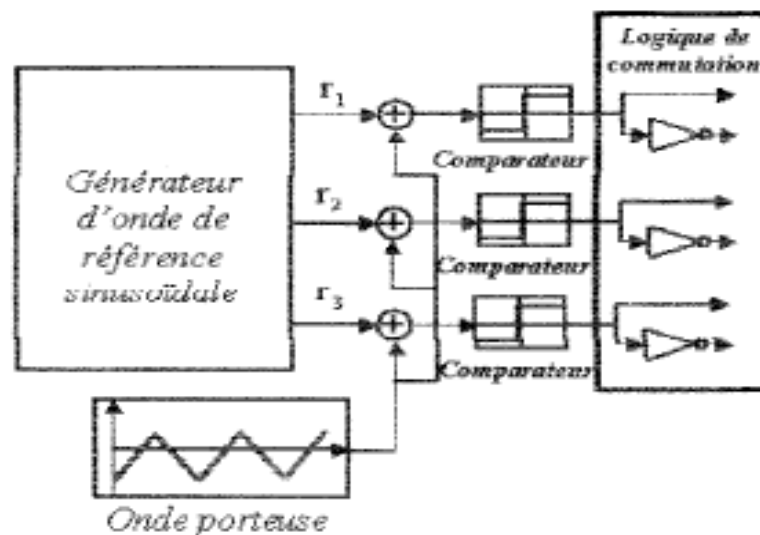 Logique de
commutation
r1
Comparateur
Générateur
d'onde de
référence
sinusoïdale
r2
Comparateur
r3
Comparateur
Onde porteuse